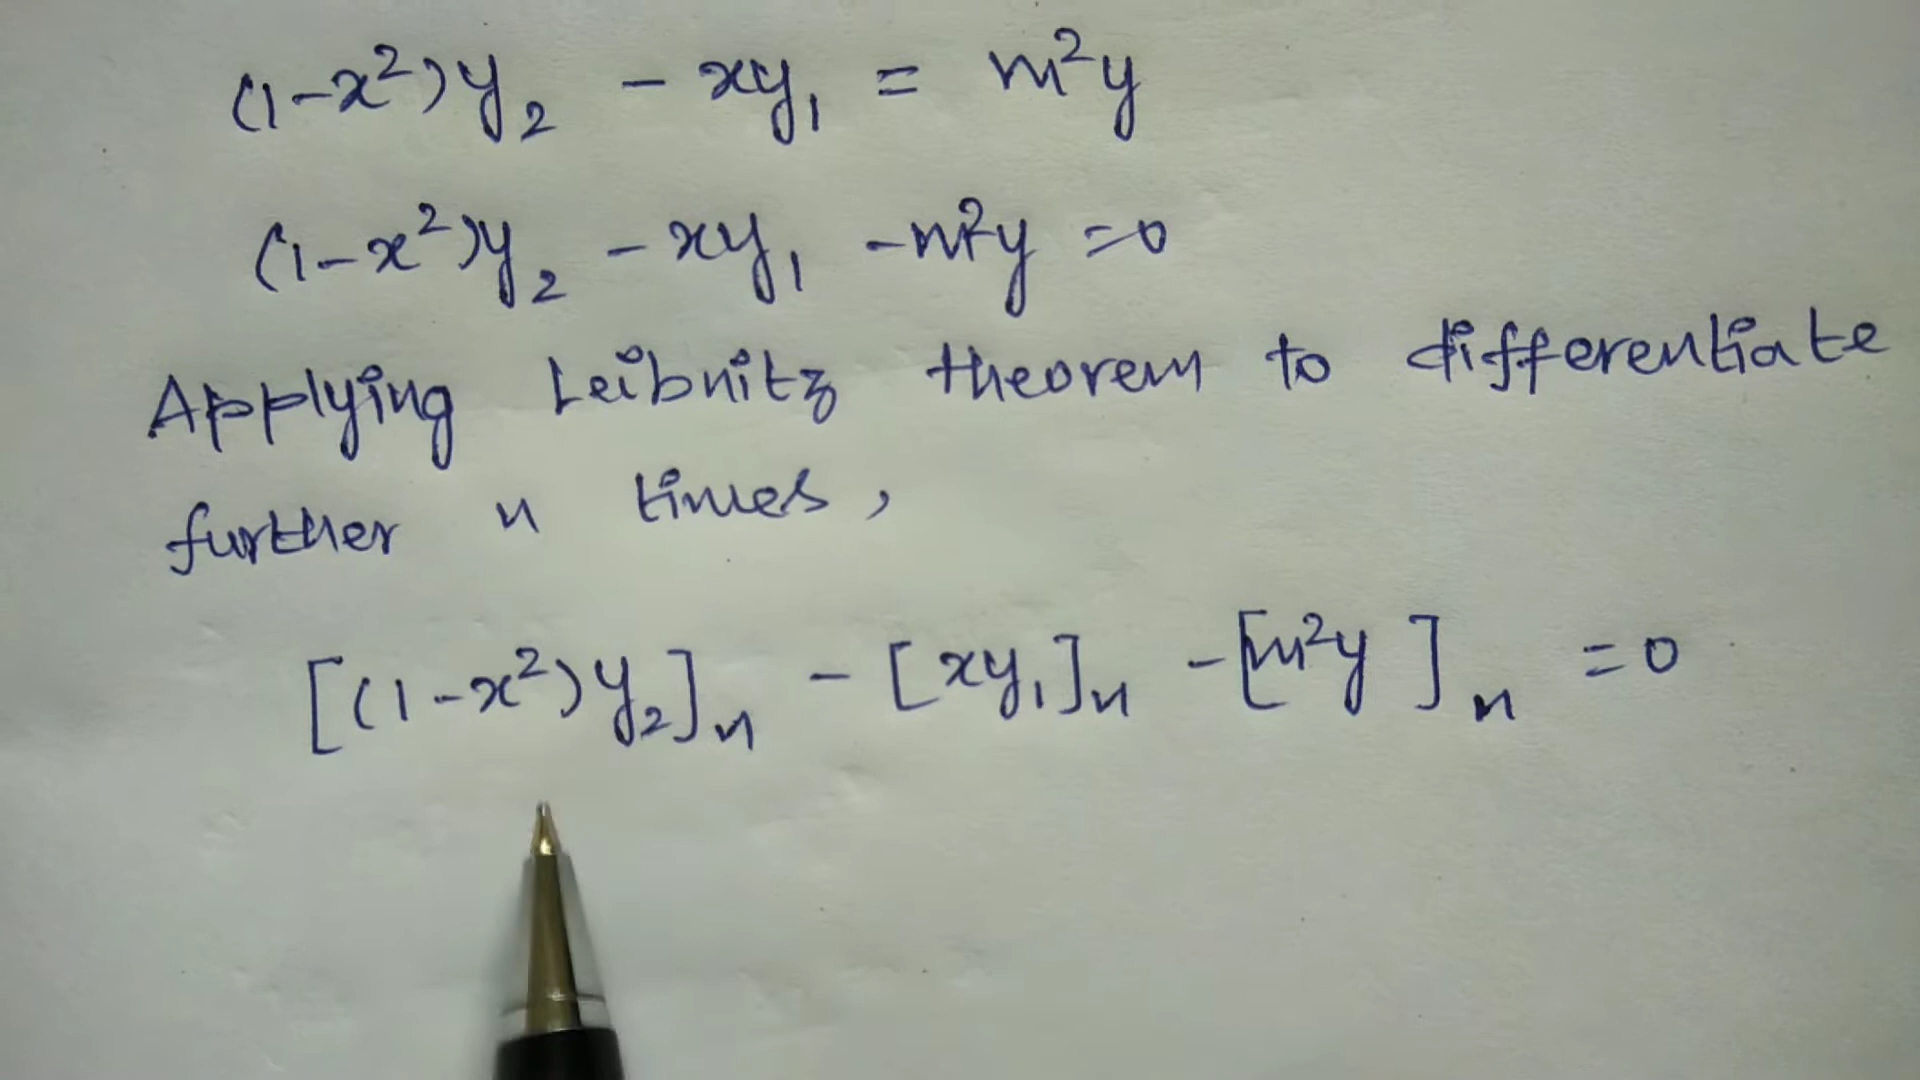 (1-x²)y₂ - xy₁ = m²y
(1-x²)y₂ - xy₁ - m²y = 0
Applying Leibnitz theorem to differentiate
further n times,
[(1-x²)y₂]ₙ - [xy₁]ₙ - [m²y]ₙ = 0